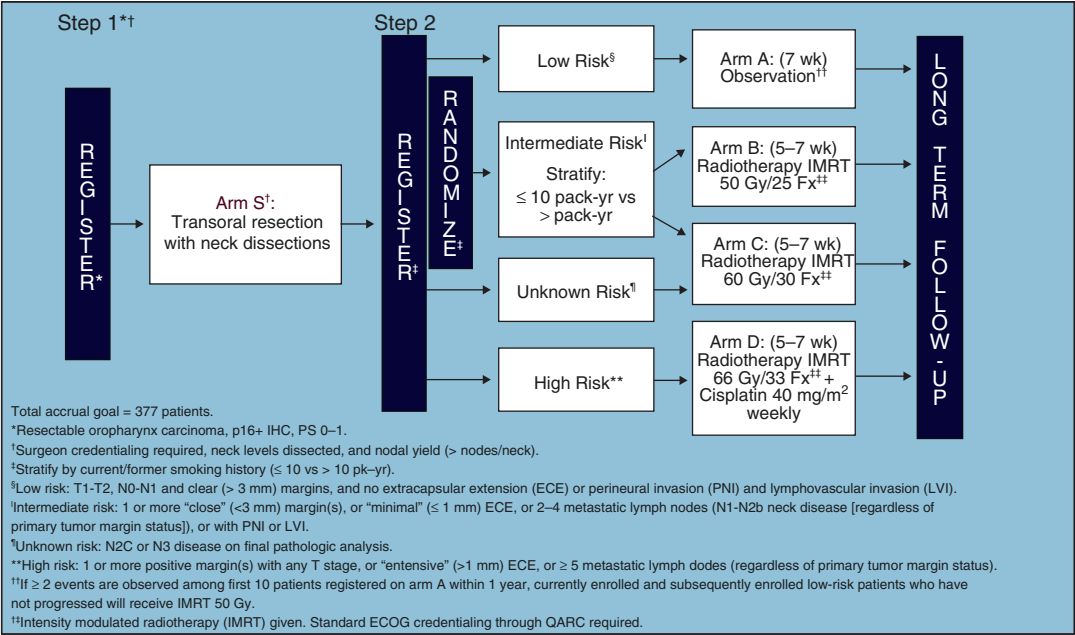 Step 1*†
Step 2
REGISTER*
Arm S†:
Transoral resection
with neck dissections
REGISTER‡
RANDOMIZE‡
Low Risk§
Intermediate Riskǀ
Stratify:
≤ 10 pack-yr vs
> pack-yr
Unknown Risk¶
High Risk**
Arm A: (7 wk)
Observation††
Arm B: (5–7 wk)
Radiotherapy IMRT
50 Gy/25 Fx‡‡
Arm C: (5–7 wk)
Radiotherapy IMRT
60 Gy/30 Fx‡‡
Arm D: (5–7 wk)
Radiotherapy IMRT
66 Gy/33 Fx‡‡ +
Cisplatin 40 mg/m²
weekly
LONG TERM FOLLOW-UP
Total accrual goal = 377 patients.
*Resectable oropharynx carcinoma, p16+ IHC, PS 0–1.
†Surgeon credentialing required, neck levels dissected, and nodal yield (> nodes/neck).
‡Stratify by current/former smoking history (≤ 10 vs > 10 pk–yr).
§Low risk: T1-T2, N0-N1 and clear (> 3 mm) margins, and no extracapsular extension (ECE) or perineural invasion (PNI) and lymphovascular invasion (LVI).
ǀIntermediate risk: 1 or more “close” (<3 mm) margin(s), or “minimal” (≤ 1 mm) ECE, or 2–4 metastatic lymph nodes (N1-N2b neck disease [regardless of
primary tumor margin status]), or with PNI or LVI.
¶Unknown risk: N2C or N3 disease on final pathologic analysis.
**High risk: 1 or more positive margin(s) with any T stage, or “entensive” (>1 mm) ECE, or ≥ 5 metastatic lymph dodes (regardless of primary tumor margin status).
††If ≥ 2 events are observed among first 10 patients registered on arm A within 1 year, currently enrolled and subsequently enrolled low-risk patients who have
not progressed will receive IMRT 50 Gy.
†‡Intensity modulated radiotherapy (IMRT) given. Standard ECOG credentialing through QARC required.